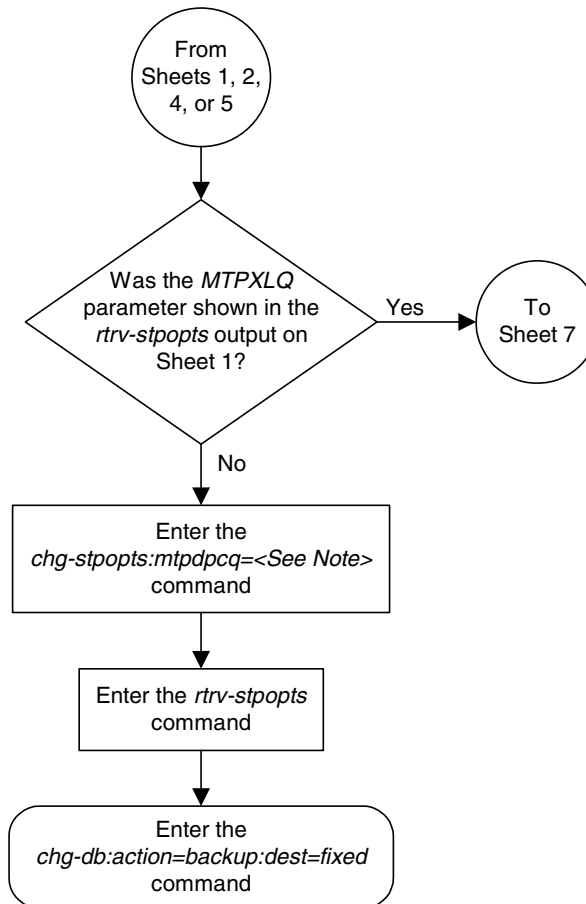 From
Sheets 1, 2,
4, or 5
Was the MTPXLQ
parameter shown in the
rtrv-stpopts output on
Sheet 1?
Yes
To
Sheet 7
No
Enter the
chg-stpopts:mtpdpcq=<See Note>
command
Enter the rtrv-stpopts
command
Enter the
chg-db:action=backup:dest=fixed
command